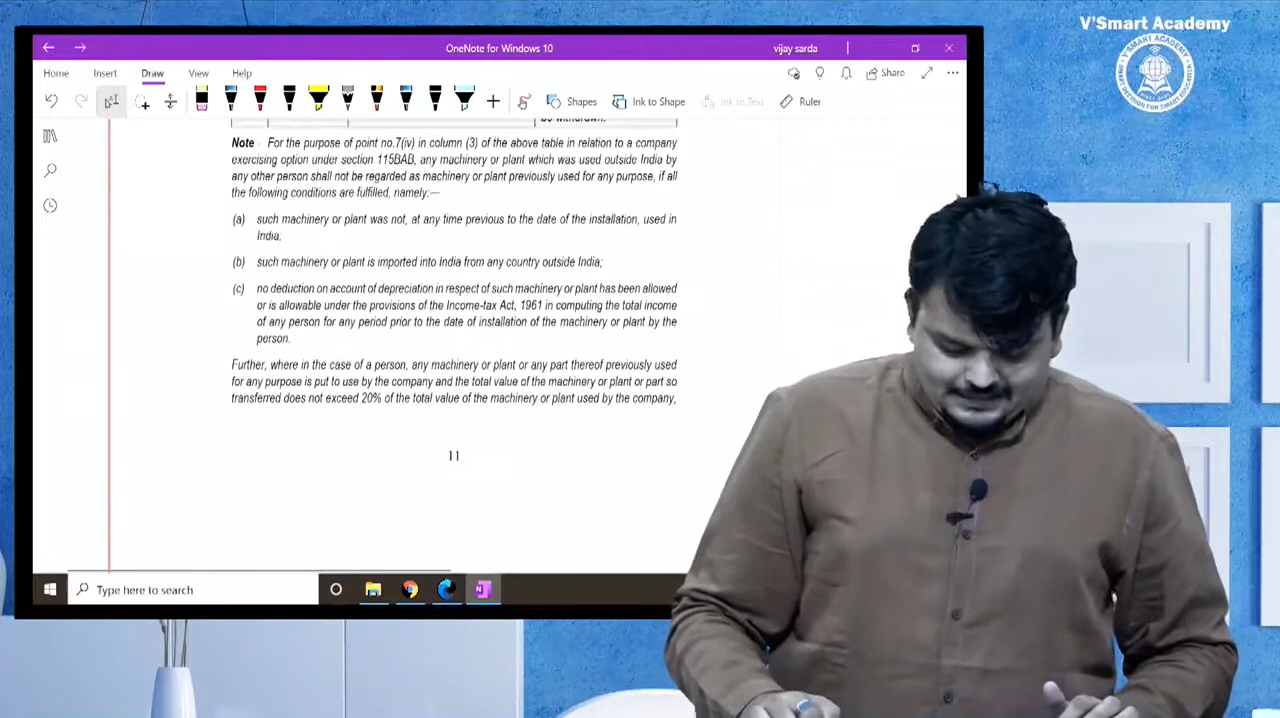 V'Smart Academy
OneNote for Windows 10
vijay sarda
Home Insert Draw View Help
Share
Shapes Ink to Shape Ink to Text Ruler
be withdrawn.
Note - For the purpose of point no.7(iv) in column (3) of the above table in relation to a company
exercising option under section 115BAB, any machinery or plant which was used outside India by
any other person shall not be regarded as machinery or plant previously used for any purpose, if all
the following conditions are fulfilled, namely:—
(a) such machinery or plant was not, at any time previous to the date of the installation, used in
India;
(b) such machinery or plant is imported into India from any country outside India;
(c) no deduction on account of depreciation in respect of such machinery or plant has been allowed
or is allowable under the provisions of the Income-tax Act, 1961 in computing the total income
of any person for any period prior to the date of installation of the machinery or plant by the
person.
Further, where in the case of a person, any machinery or plant or any part thereof previously used
for any purpose is put to use by the company and the total value of the machinery or plant or part so
transferred does not exceed 20% of the total value of the machinery or plant used by the company,
11
Type here to search